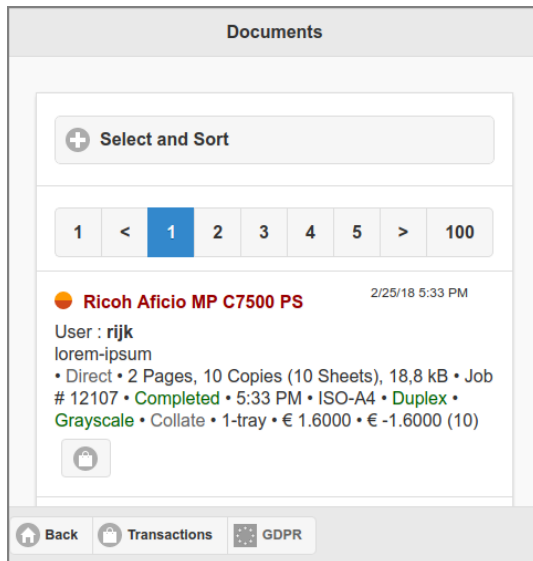 Documents
Select and Sort
1 < 1 2 3 4 5 > 100
Ricoh Aficio MP C7500 PS 2/25/18 5:33 PM
User : rijk
lorem-ipsum
• Direct • 2 Pages, 10 Copies (10 Sheets), 18,8 kB • Job
# 12107 • Completed • 5:33 PM • ISO-A4 • Duplex •
Grayscale • Collate • 1-tray • € 1.6000 • € -1.6000 (10)
Back Transactions GDPR